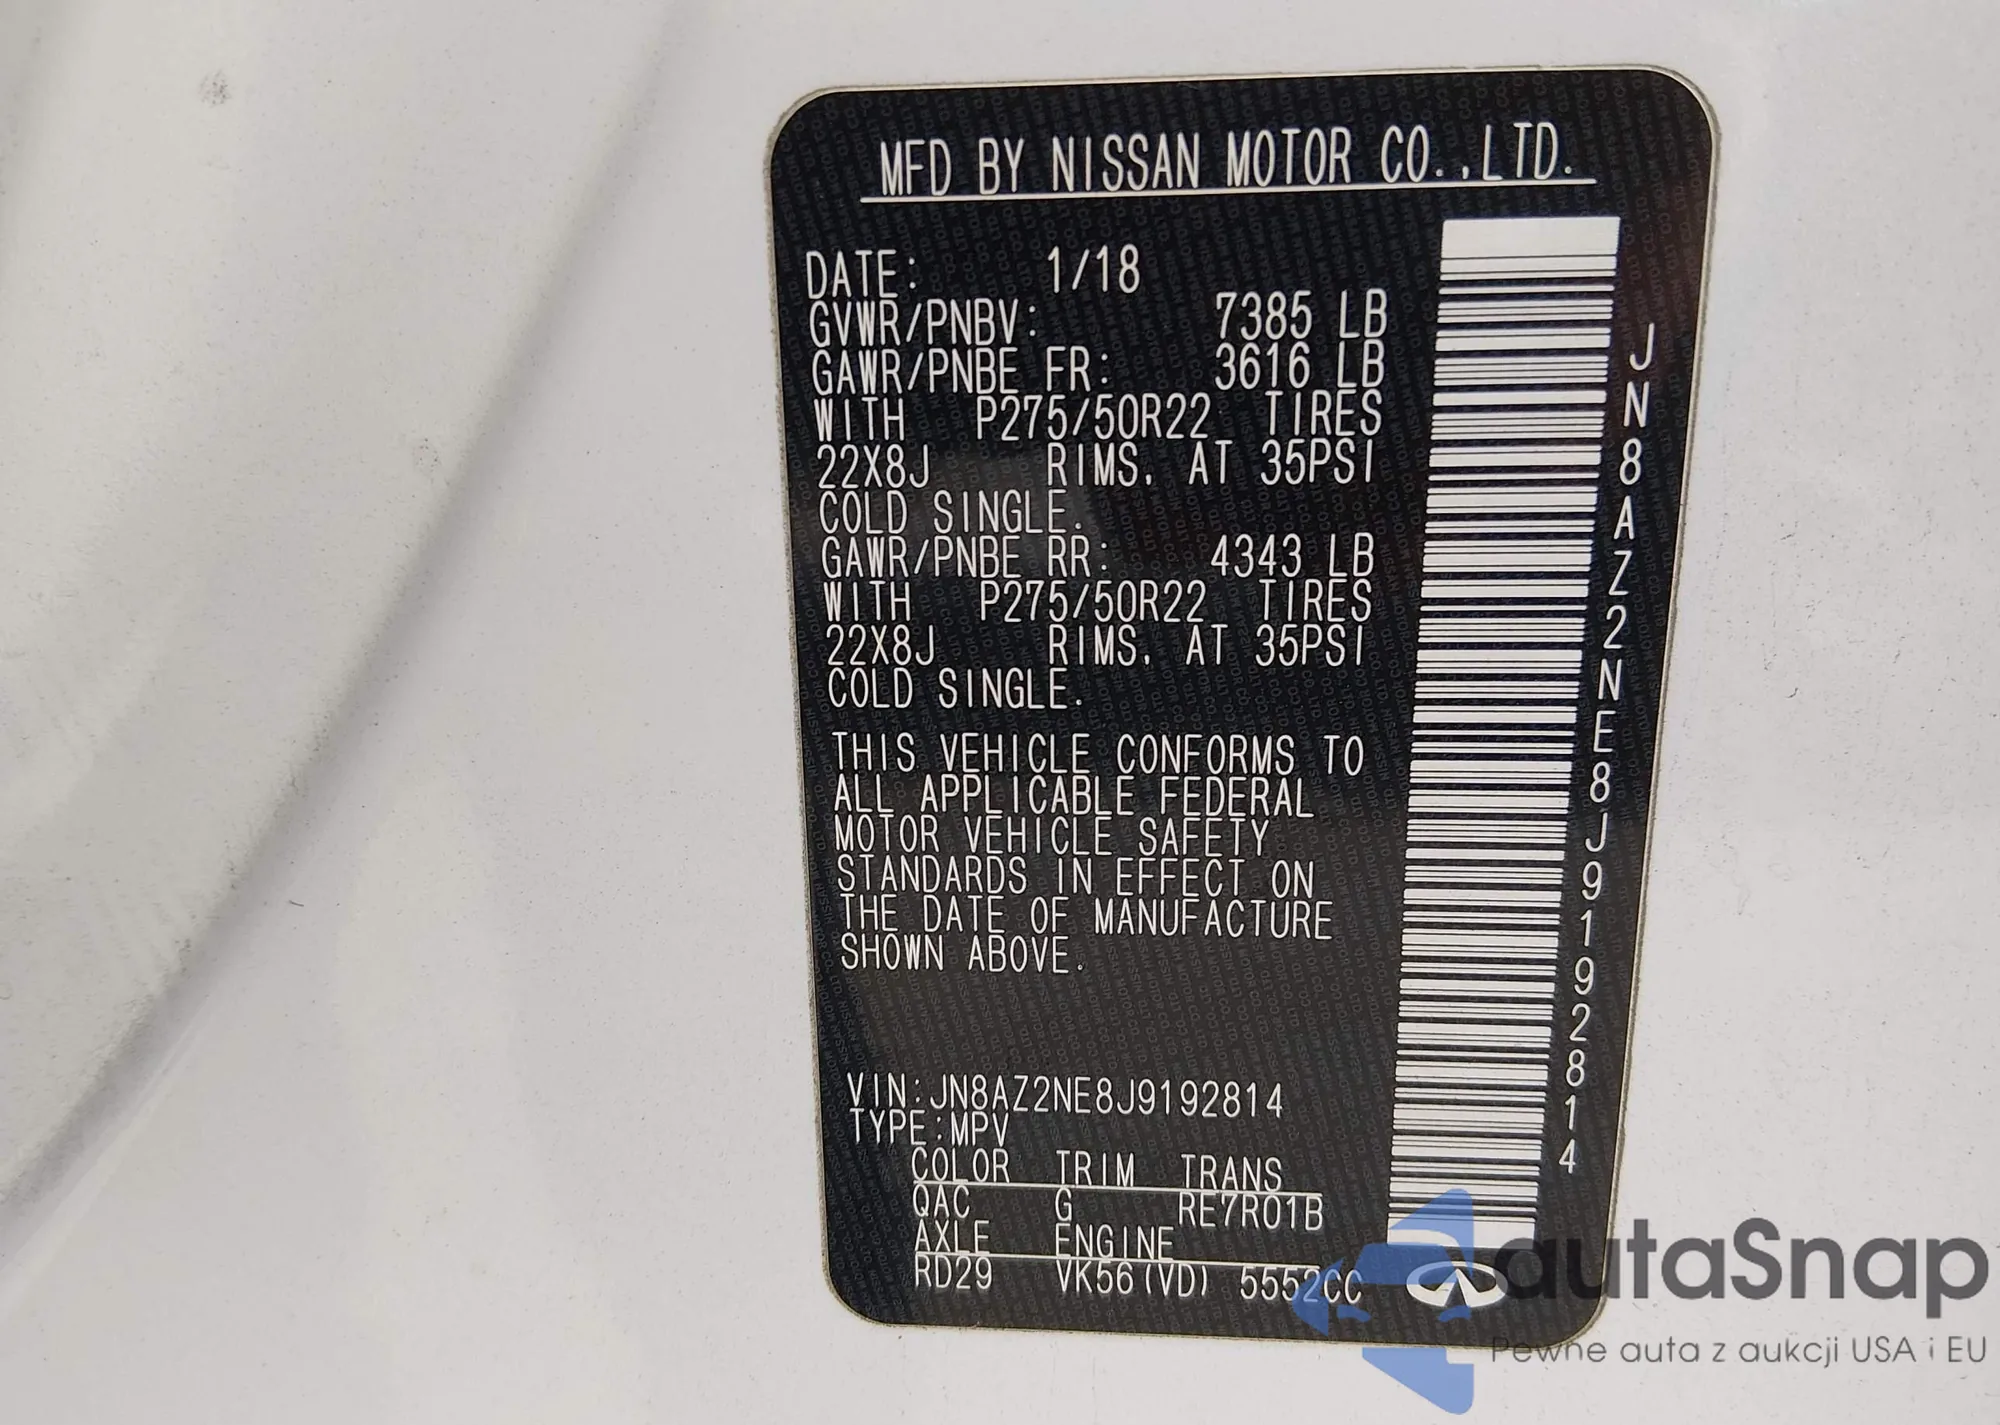 MFD BY NISSAN MOTOR CO.,LTD.
DATE: 1/18
GVWR/PNBV: 7385 LB
GAWR/PNBE FR: 3616 LB
WITH P275/50R22 TIRES
22X8J RIMS. AT 35PSI
COLD SINGLE.
GAWR/PNBE RR: 4343 LB
WITH P275/50R22 TIRES
22X8J RIMS. AT 35PSI
COLD SINGLE.
THIS VEHICLE CONFORMS TO
ALL APPLICABLE FEDERAL
MOTOR VEHICLE SAFETY
STANDARDS IN EFFECT ON
THE DATE OF MANUFACTURE
SHOWN ABOVE.
VIN:JN8AZ2NE8J9192814
TYPE:MPV
COLOR TRIM TRANS
QAC G RE7R01B
AXLE ENGINE
RD29 VK56(VD) 5552CC
JN8AZ2NE8J9192814
autaSnap
Pewne auta z aukcji USA i EU